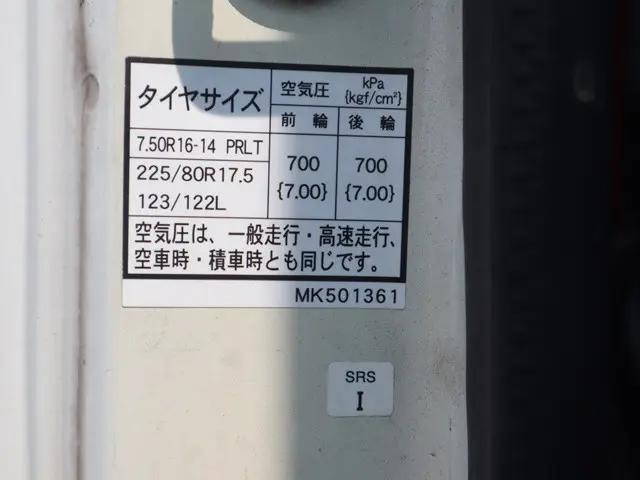 タイヤサイズ
空気圧 kPa {kgf/cm²}
前輪 後輪
7.50R16-14 PRLT
225/80R17.5
123/122L
700 {7.00}
700 {7.00}
空気圧は、一般走行・高速走行、
空車時・積車時とも同じです。
MK501361
SRS
I